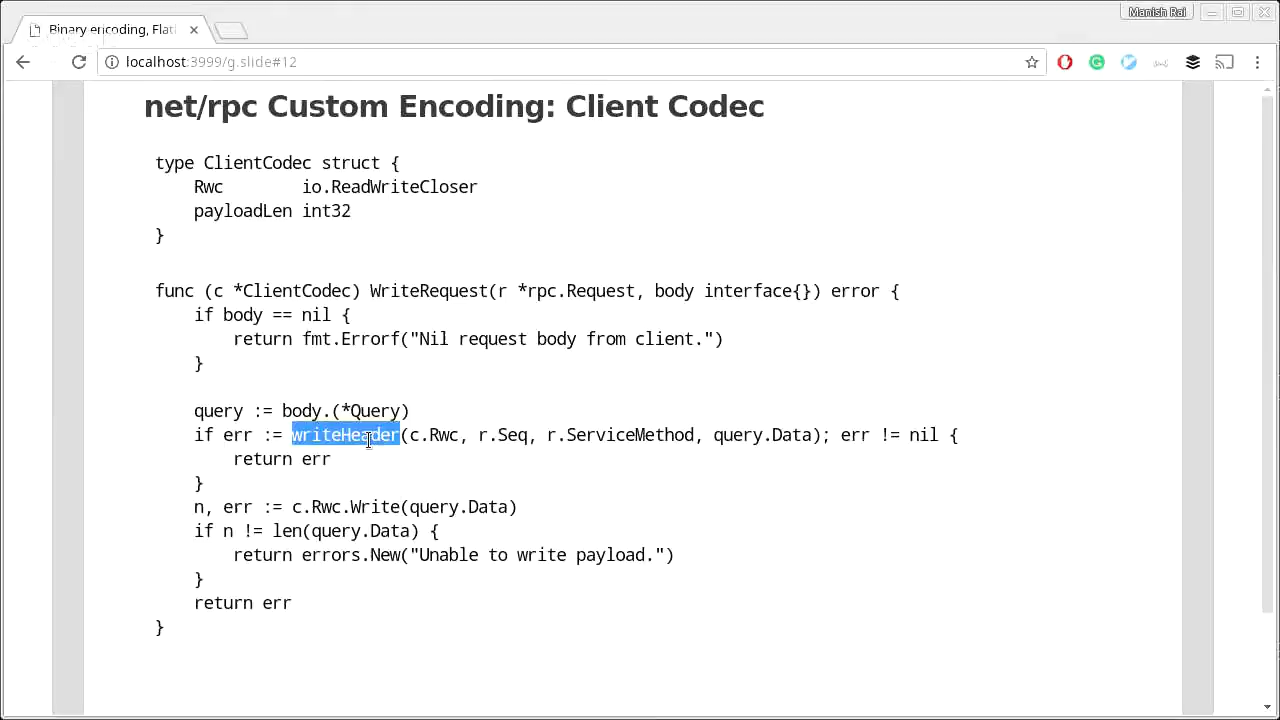 Manish Rai
Binary encoding, Flat
localhost:3999/g.slide#12
net/rpc Custom Encoding: Client Codec
type ClientCodec struct {
Rwc io.ReadWriteCloser
payloadLen int32
}
func (c *ClientCodec) WriteRequest(r *rpc.Request, body interface{}) error {
if body == nil {
return fmt.Errorf("Nil request body from client.")
}
query := body.(*Query)
if err := writeHeader(c.Rwc, r.Seq, r.ServiceMethod, query.Data); err != nil {
return err
}
n, err := c.Rwc.Write(query.Data)
if n != len(query.Data) {
return errors.New("Unable to write payload.")
}
return err
}